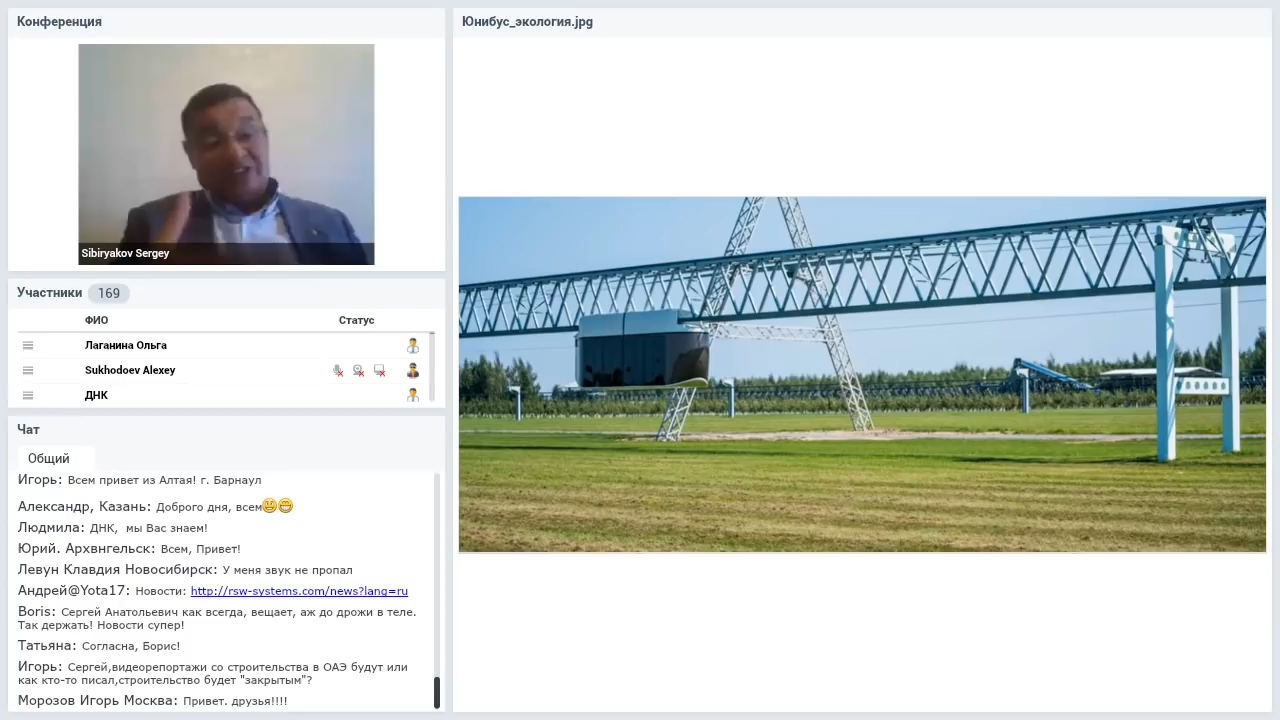 Конференция
Sibiryakov Sergey
Участники 169
ФИО Статус
Лаганина Ольга
Sukhodoev Alexey
ДНК
Чат
Общий
Игорь: Всем привет из Алтая! г. Барнаул
Александр, Казань: Доброго дня, всем
Людмила: ДНК, мы Вас знаем!
Юрий. Архвнгельск: Всем, Привет!
Левун Клавдия Новосибирск: У меня звук не пропал
Андрей@Yota17: Новости: http://rsw-systems.com/news?lang=ru
Boris: Сергей Анатольевич как всегда, вещает, аж до дрожи в теле.
Так держать! Новости супер!
Татьяна: Согласна, Борис!
Игорь: Сергей,видеорепортажи со строительства в ОАЭ будут или
как кто-то писал,строительство будет "закрытым"?
Морозов Игорь Москва: Привет. друзья!!!!
Юнибус_экология.jpg